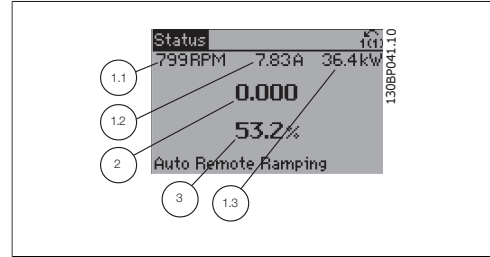 Status
1(1)
799RPM 7.83A 36.4kW
0.000
53.2%
Auto Remote Ramping
130BP041.10
1.1
1.2
2
3
1.3